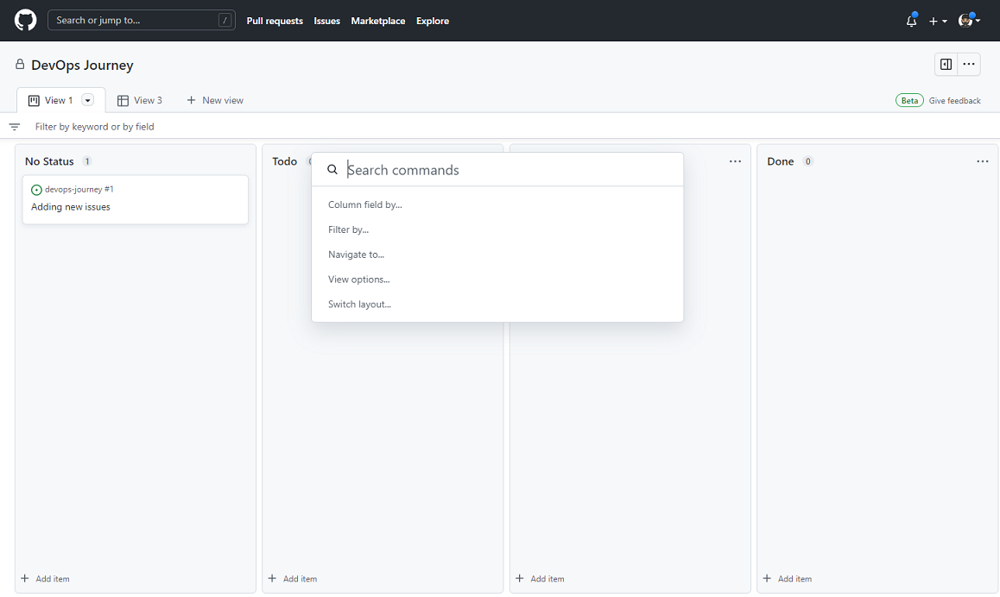 Search or jump to... /
Pull requests Issues Marketplace Explore
DevOps Journey
View 1 View 3 New view
Beta Give feedback
Filter by keyword or by field
No Status 1
devops-journey #1
Adding new issues
Todo
Done 0
Search commands
Column field by...
Filter by...
Navigate to...
View options...
Switch layout...
Add item
Add item
Add item
Add item